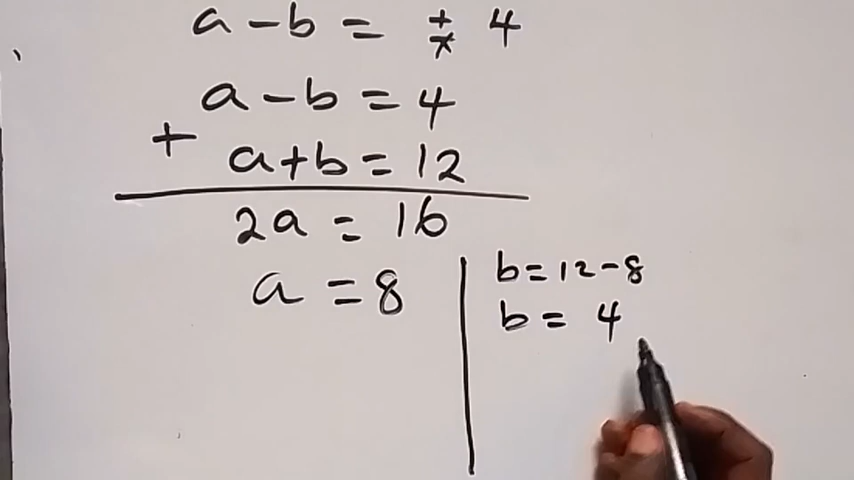 a - b = ± 4
a - b = 4
+ a + b = 12
2a = 16
a = 8
b = 12 - 8
b = 4